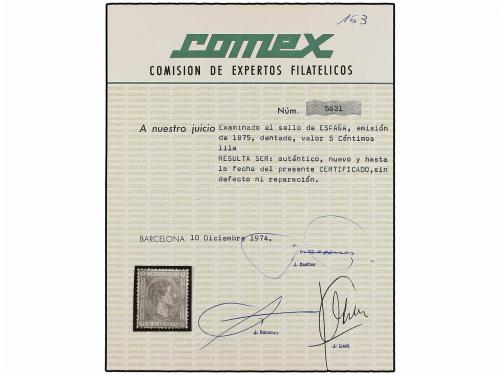 163
comex
COMISION DE EXPERTOS FILATELICOS
Núm. 5621
A nuestro juicio Examinado el sello de ESPAÑA, emisión
de 1875, dentado, valor 5 Céntimos
lila
RESULTA SER: auténtico, nuevo y hasta
la fecha del presente CERTIFICADO, sin
defecto ni reparación.
BARCELONA 10 Diciembre 1974.